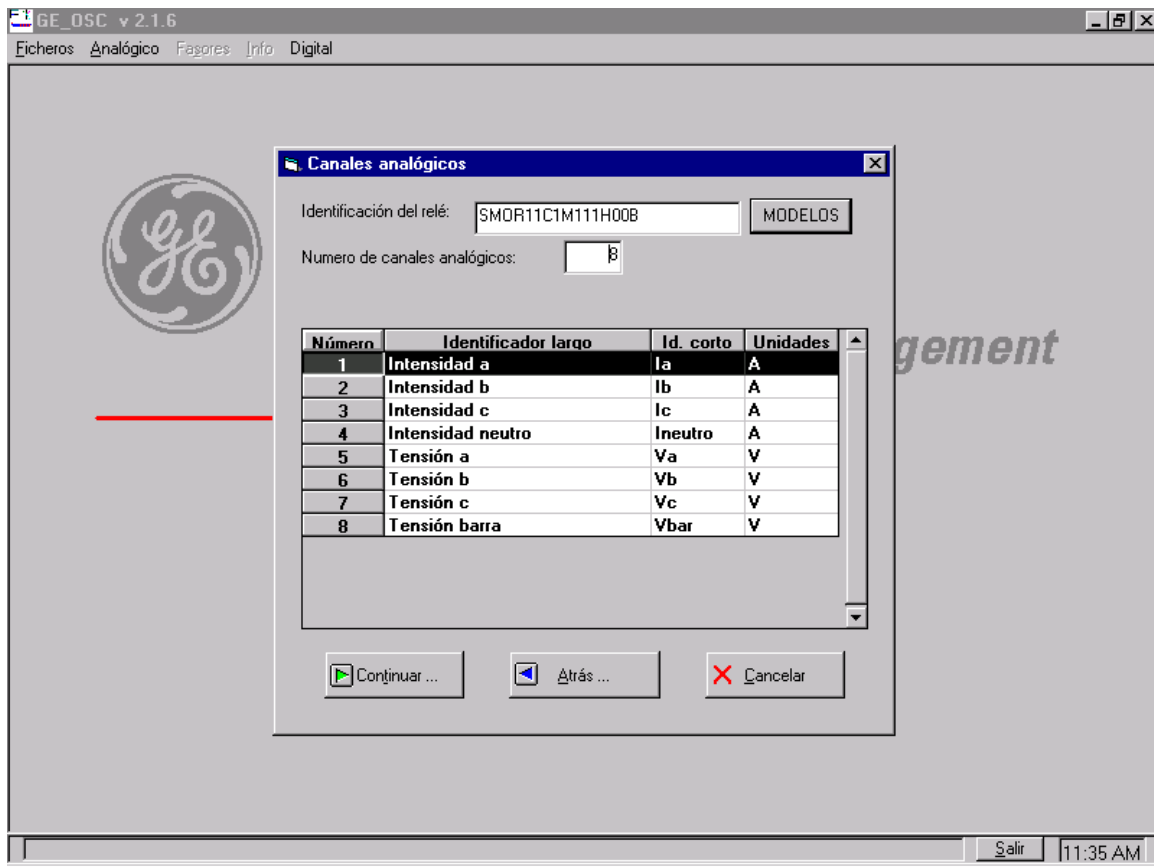 GE_OSC v 2.1.6
Ficheros Analógico Fasores Info Digital
Canales analógicos
Identificación del relé: SMOR11C1M111H00B MODELOS
Numero de canales analógicos: 8
Número Identificador largo Id. corto Unidades
1 Intensidad a Ia A
2 Intensidad b Ib A
3 Intensidad c Ic A
4 Intensidad neutro Ineutro A
5 Tensión a Va V
6 Tensión b Vb V
7 Tensión c Vc V
8 Tensión barra Vbar V
gement
Continuar ... Atrás ... Cancelar
Salir 11:35 AM
GE